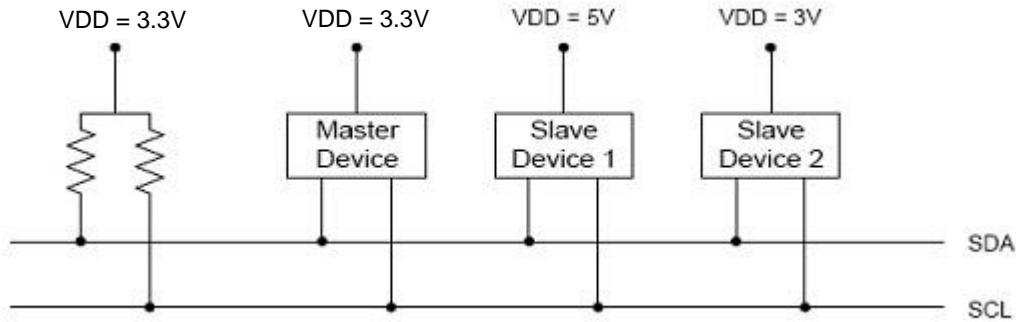 VDD = 3.3V
VDD = 3.3V
VDD = 5V
VDD = 3V
Master
Device
Slave
Device 1
Slave
Device 2
SDA
SCL